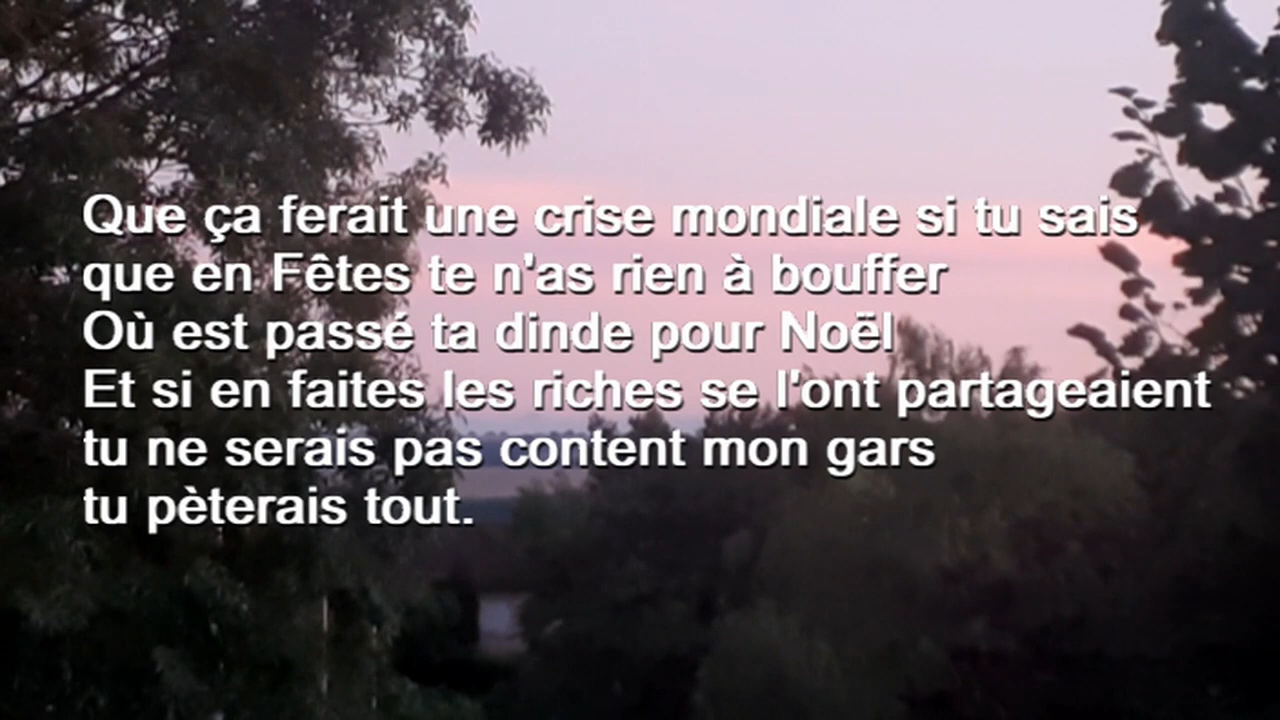 Que ça ferait une crise mondiale si tu sais
que en Fêtes te n'as rien à bouffer
Où est passé ta dinde pour Noël
Et si en faites les riches se l'ont partageaient
tu ne serais pas content mon gars
tu pèterais tout.